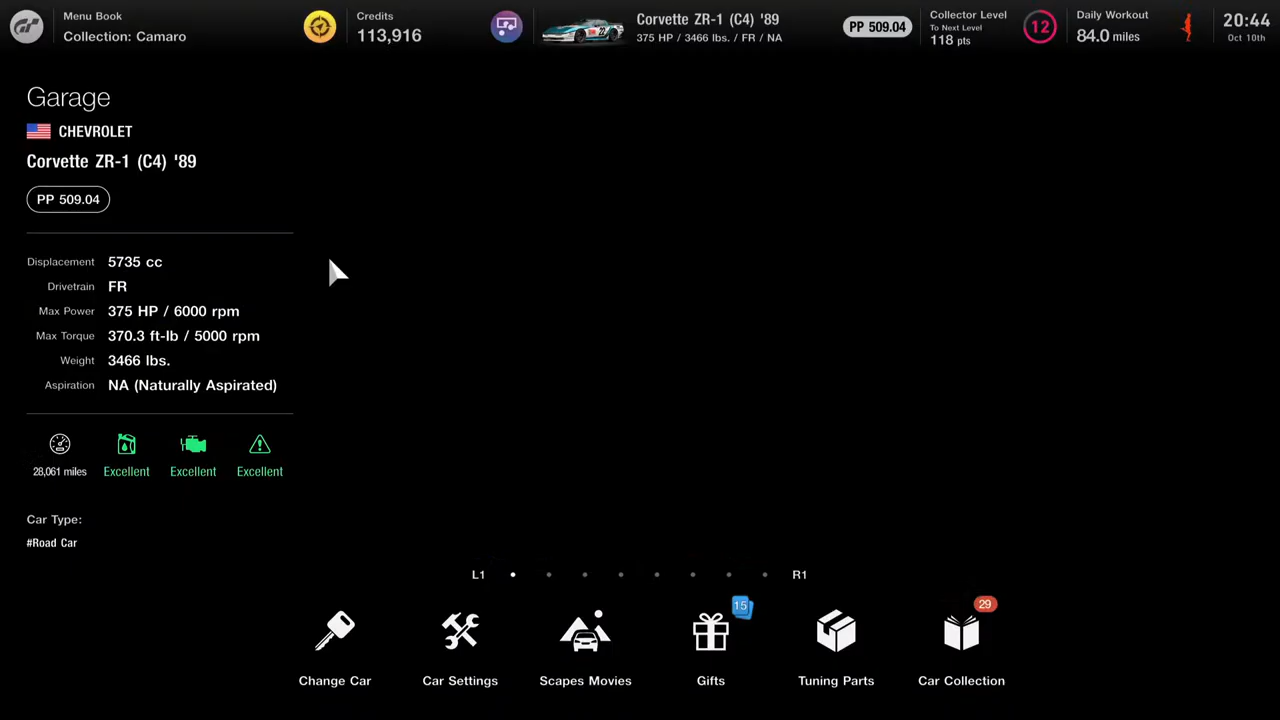 Menu Book
Collection: Camaro
Credits
113,916
Corvette ZR-1 (C4) '89
375 HP / 3466 lbs. / FR / NA
PP 509.04
Collector Level
To Next Level
118 pts
12
Daily Workout
84.0 miles
20:44
Oct 10th
Garage
CHEVROLET
Corvette ZR-1 (C4) '89
PP 509.04
Displacement 5735 cc
Drivetrain FR
Max Power 375 HP / 6000 rpm
Max Torque 370.3 ft-lb / 5000 rpm
Weight 3466 lbs.
Aspiration NA (Naturally Aspirated)
28,061 miles Excellent Excellent Excellent
Car Type:
#Road Car
L1 R1
15 29
Change Car Car Settings Scapes Movies Gifts Tuning Parts Car Collection